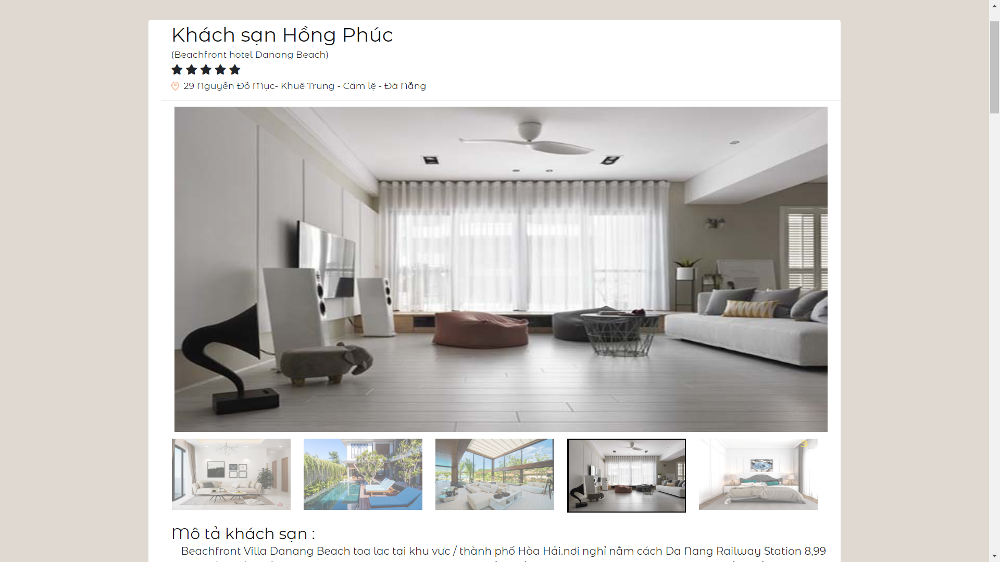 Khách sạn Hồng Phúc
(Beachfront hotel Danang Beach)
29 Nguyễn Đỗ Mục- Khuê Trung - Cẩm lệ - Đà Nẵng
Mô tả khách sạn :
Beachfront Villa Danang Beach toạ lạc tại khu vực / thành phố Hòa Hải.nơi nghỉ nằm cách Da Nang Railway Station 8,99